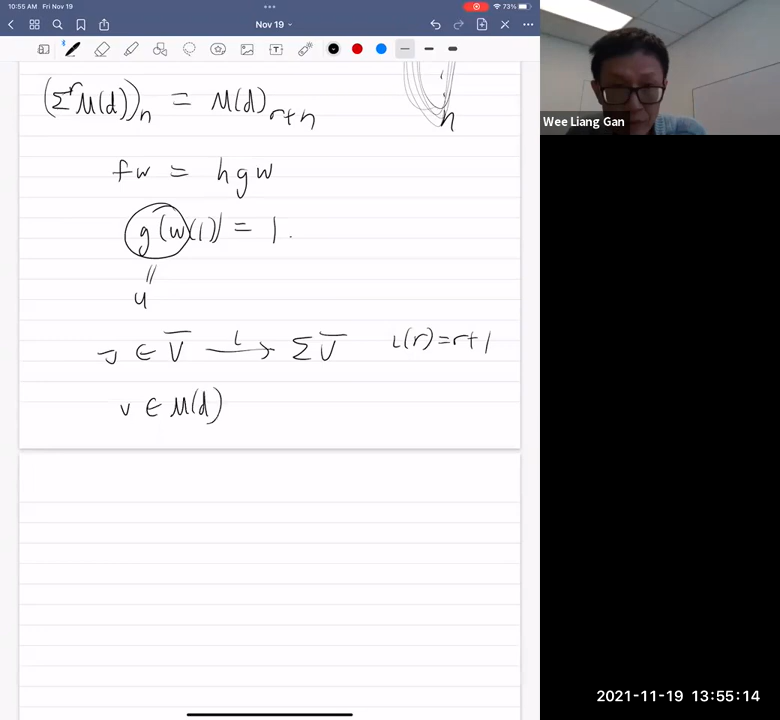 10:55 AM Fri Nov 19
73%
Nov 19
(Σ^r M(d))_n = M(d)_{r+n}
n
fw = hgw
g(w(1)) = 1.
//
u
v ∈ V̄ —ι→ Σ V̄ ι(r)=r+1
v ∈ M(d)
Wee Liang Gan
2021-11-19 13:55:14